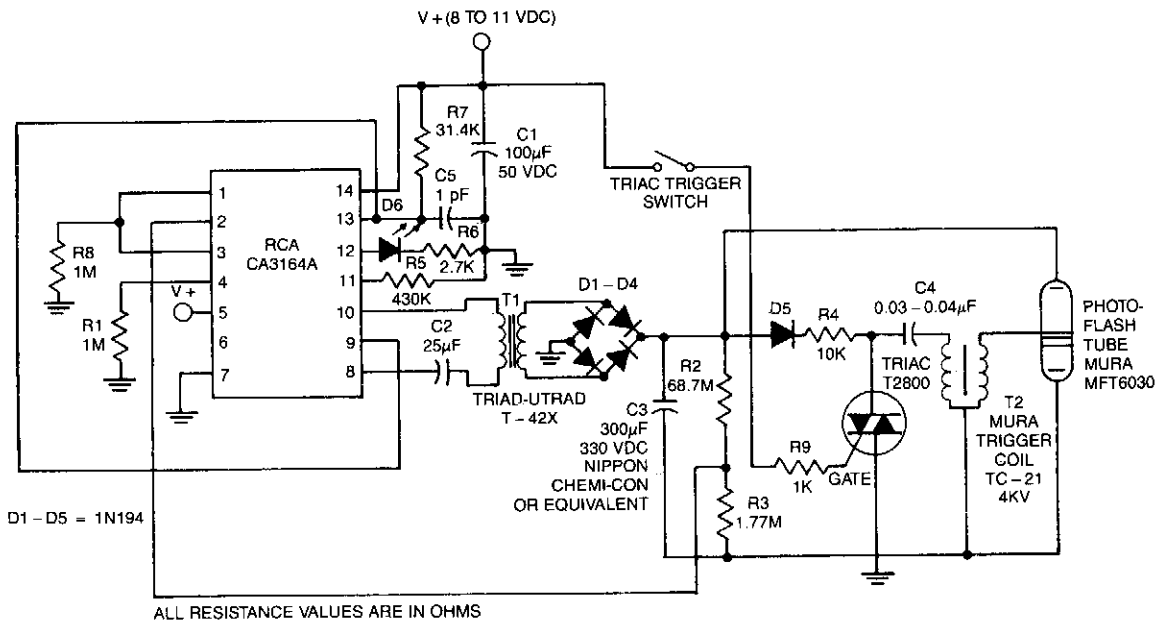 V+(8 TO 11 VDC)
R7
31.4K
C1
100µF
50 VDC
C5
1 pF
D6
TRIAC TRIGGER
SWITCH
1
2
3
4
5
6
7
RCA
CA3164A
14
13
12
11
10
9
8
R8
1M
V+
R1
1M
R6
2.7K
R5
430K
C2
25µF
T1
TRIAD-UTRAD
T-42X
D1-D4
R2
68.7M
C3
300µF
330 VDC
NIPPON
CHEMI-CON
OR EQUIVALENT
R3
1.77M
D5
R4
10K
C4
0.03-0.04µF
TRIAC
T2800
R9
1K
GATE
T2
MURA
TRIGGER
COIL
TC-21
4KV
PHOTO-
FLASH
TUBE
MURA
MFT6030
D1-D5 = 1N194
ALL RESISTANCE VALUES ARE IN OHMS